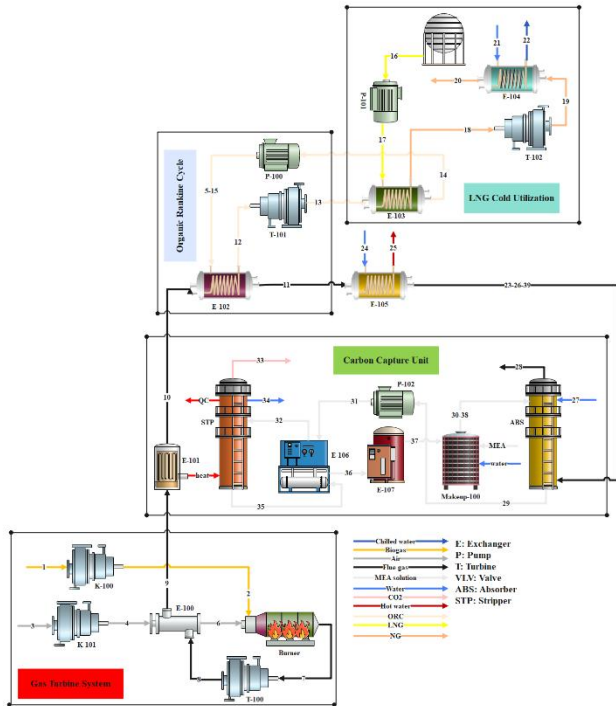 16
21
22
20
E-104
P-101
19
17
18
T-102
P-100
14
5-15
13
T-101
E-103
LNG Cold Utilization
Organic Rankine Cycle
12
24
25
11
23-26-39
E-102
E-105
Carbon Capture Unit
33
28
10
QC
34
P-102
27
STP
31
30-38
ABS
32
E-101
E 106
37
MEA
heat
36
water
E-107
Makeup-100
35
29
Chilled water
Biogas
Air
Flue gas
MEA solution
Water
CO2
Hot water
ORC
LNG
NG
E: Exchanger
P: Pump
T: Turbine
VLV: Valve
ABS: Absorber
STP: Stripper
1
K-100
9
2
E-100
3
4
6
K-101
Burner
8
7
T-100
Gas Turbine System